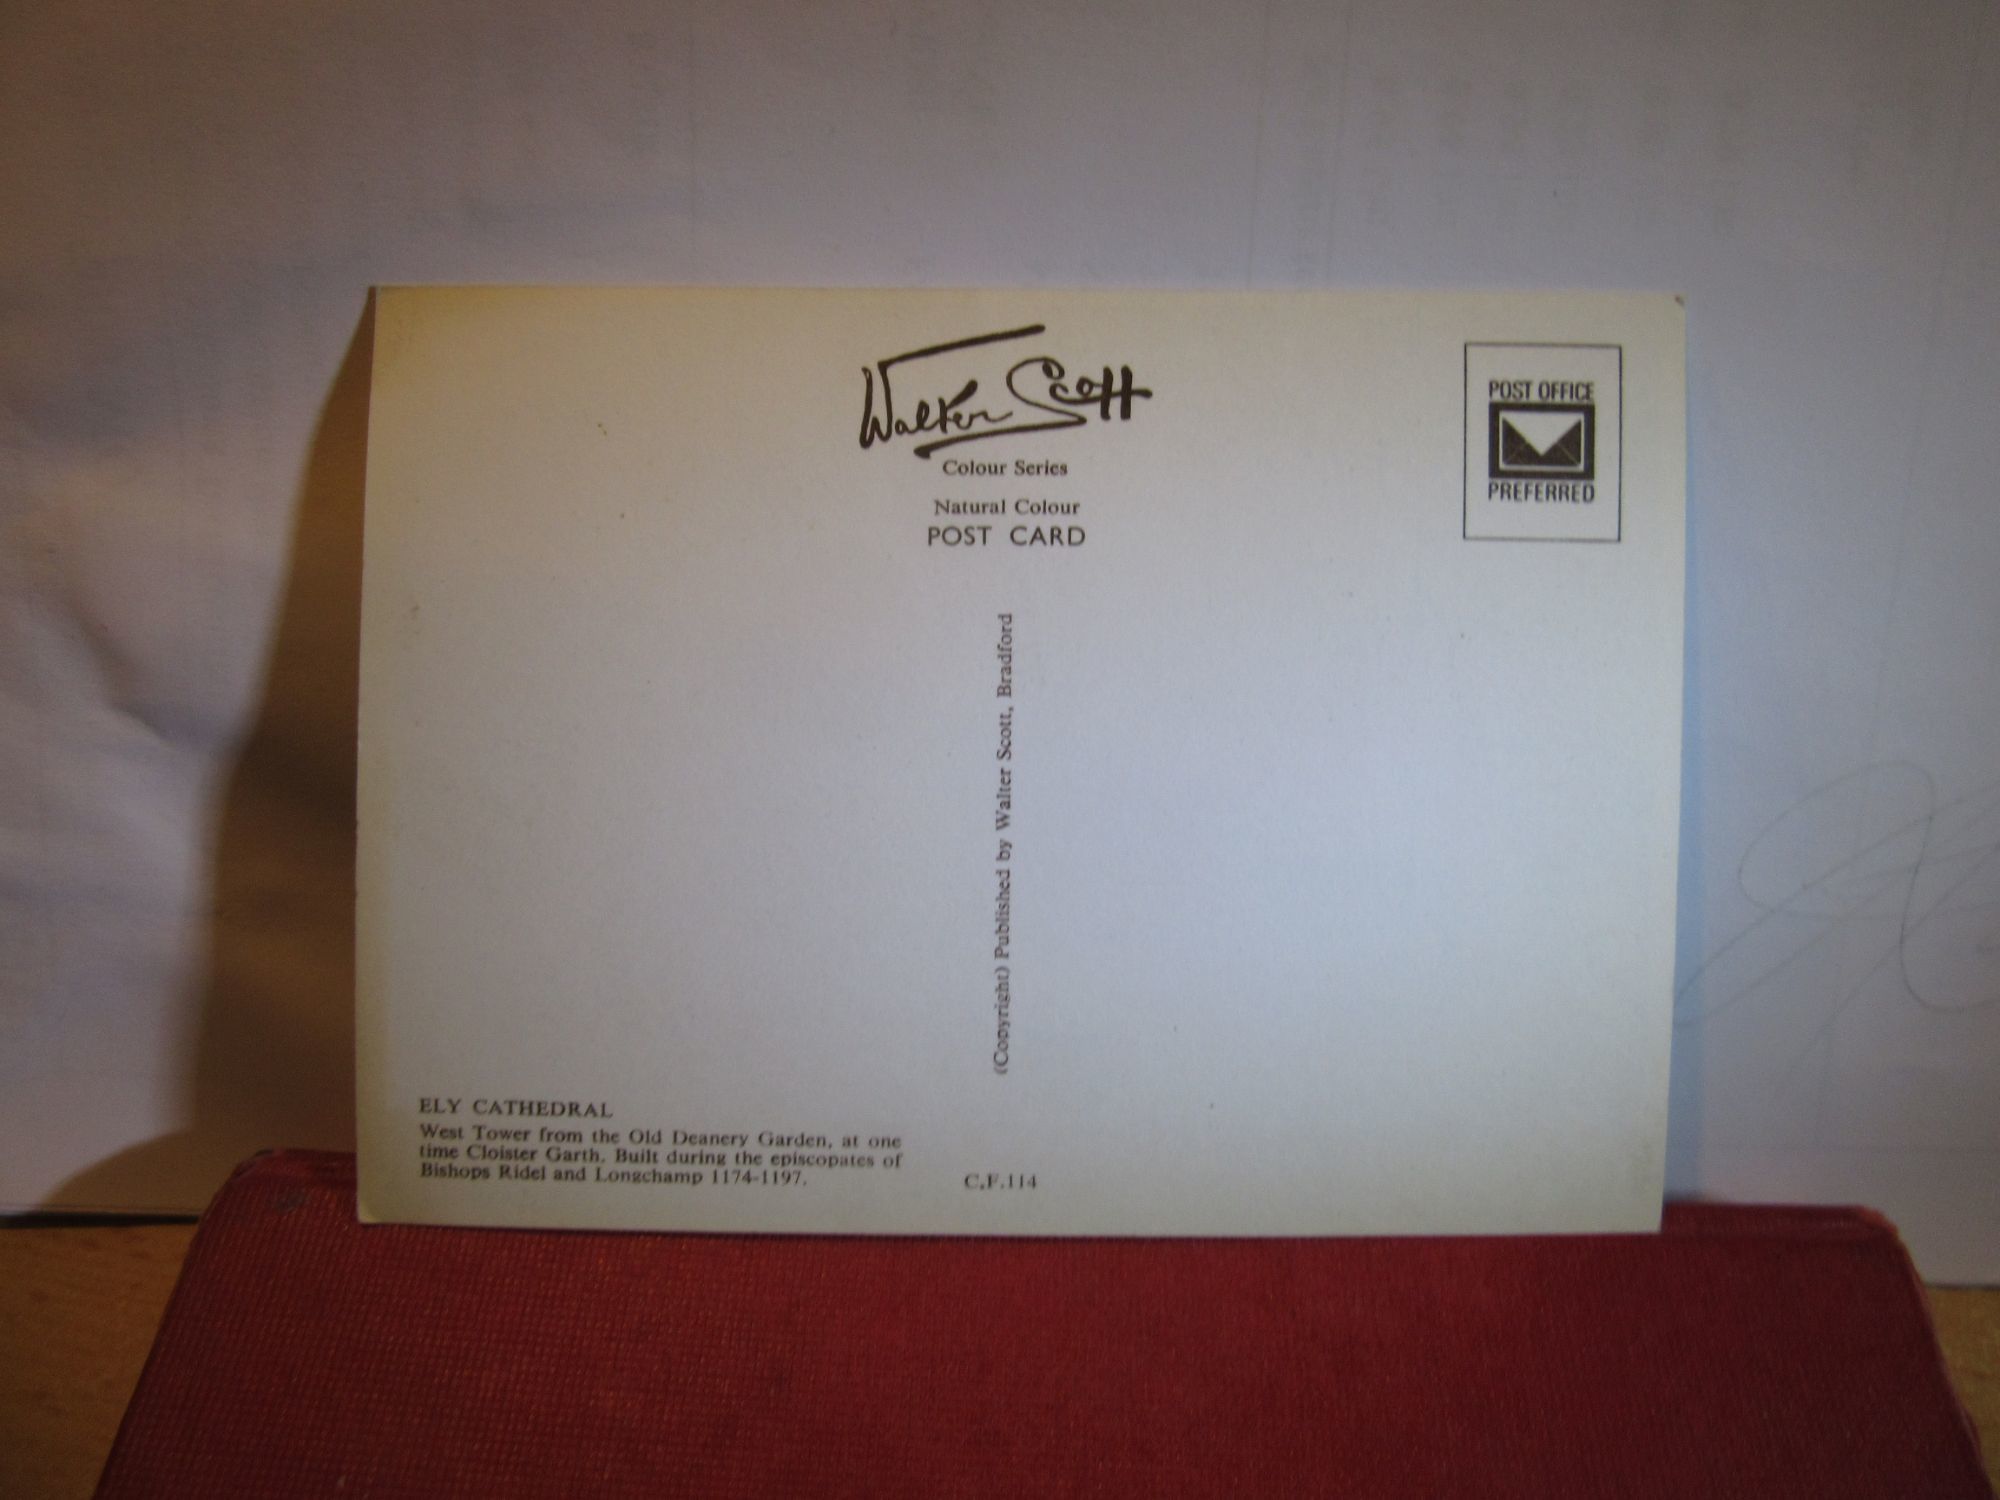 Walter Scott
Colour Series
Natural Colour
POST CARD
POST OFFICE
PREFERRED
(Copyright) Published by Walter Scott, Bradford
ELY CATHEDRAL
West Tower from the Old Deanery Garden, at one
time Cloister Garth. Built during the episcopates of
Bishops Ridel and Longchamp 1174-1197.
C.F.114